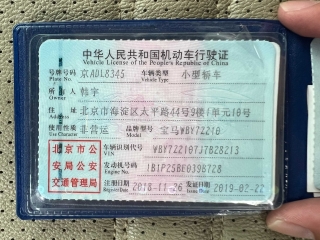 中华人民共和国机动车行驶证
Vehicle License of the People's Republic of China
号牌号码 京ADL8345 车辆类型 小型轿车
Plate No. Vehicle Type
所有人 韩宇
Owner
住址 北京市海淀区太平路44号9楼1单元10号
Address
使用性质 非营运 品牌型号 宝马WBY7Z210
Use Character Model
北京市公安局公安交通管理局
车辆识别代号 WBY7Z210TJ7B28213
VIN
发动机号码 1B1P25BE0398728
Engine No.
注册日期 2018-11-26 发证日期 2019-02-22
Register Date Issue Date